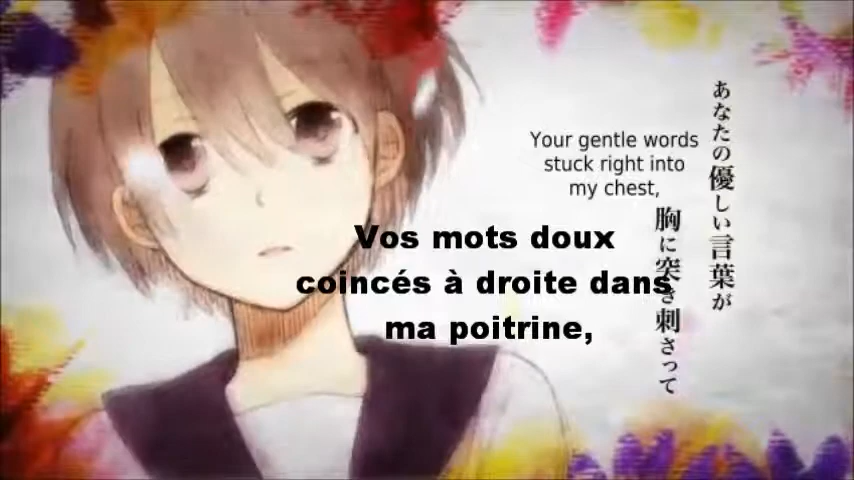 あなたの優しい言葉が
胸に突き刺さって
Your gentle words
stuck right into
my chest,
Vos mots doux
coincés à droite dans
ma poitrine,